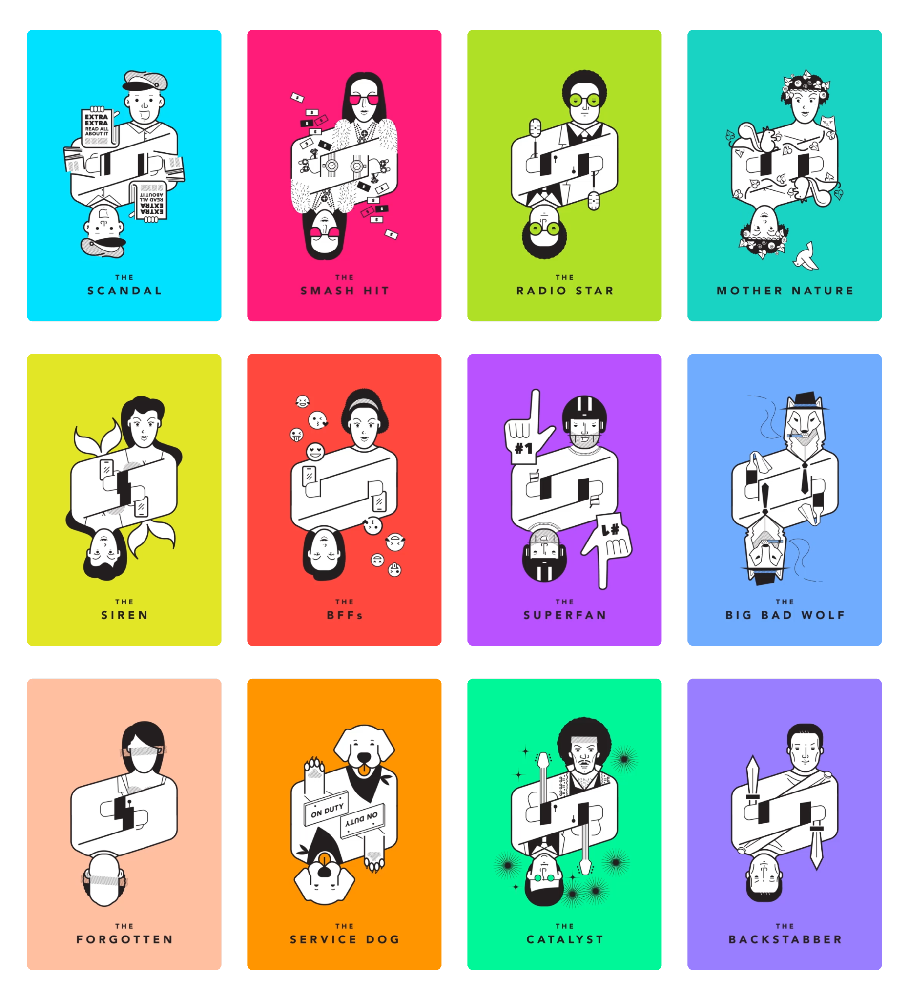 EXTRA
EXTRA
READ ALL
ABOUT IT
EXTRA
EXTRA
READ ALL
ABOUT IT
THE
SCANDAL
$
$
$
$
$
$
$
$
$
$
$
$
$
$
THE
SMASH HIT
THE
RADIO STAR
MOTHER NATURE
THE
SIREN
THE
BFFs
#1
#1
THE
SUPERFAN
THE
BIG BAD WOLF
THE
FORGOTTEN
ON DUTY
ON DUTY
THE
SERVICE DOG
THE
CATALYST
THE
BACKSTABBER